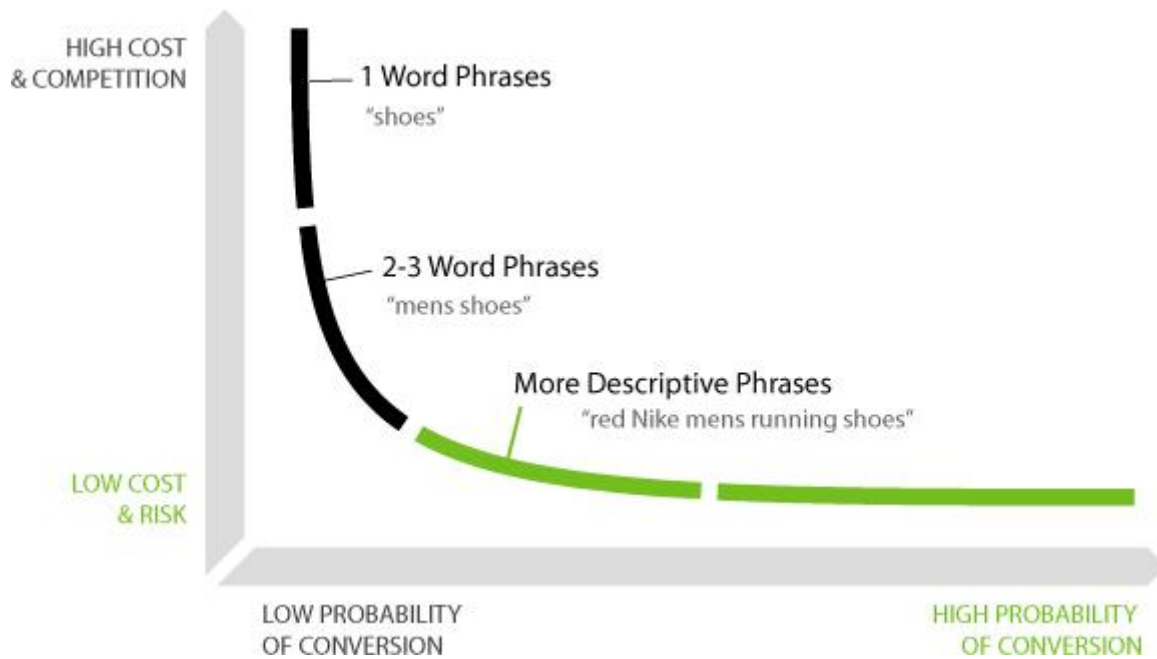 HIGH COST
& COMPETITION
1 Word Phrases
"shoes"
2-3 Word Phrases
"mens shoes"
More Descriptive Phrases
"red Nike mens running shoes"
LOW COST
& RISK
LOW PROBABILITY
OF CONVERSION
HIGH PROBABILITY
OF CONVERSION